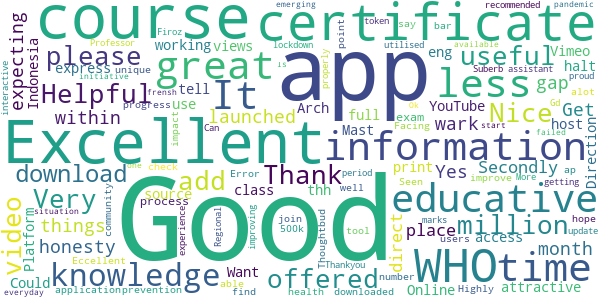 emerging
token
say
bar
recommended
pandemic
Professor
Firoz
lockdown
utilised
available
course
certificate
is
Suberb
assistant
point
eng
proud
please
working
views
Vimeo
initiative
unique
expecting
Indonesia
express
great
app
less
useful
halt
alot
interactive
Helpful
It
tell
gap
properly
progress
frensh
use
Arch
full
YouTube
Direction
impact
exam
Nice
Get
Gd
within
launched
Mast
wark
host
Can
Facing
start
failed
Excellent
information
download
add
Thank
Yes
Secondly
ap
check
class
print
improve
More
getting
Very
source
thh
direct
educative
process
Error
period
Seen
hope
video
things
experience
Want
join
well
place
million
update
Platform
community
honesty
able
improving
500k
Thoughtbud
marks
users
access
month
situation
Could
Regional
tool
Online
number
Highly
attractive
knowledge
offered
Good
WHO
time
Eccellent
Thankyou
everyday
application
prevention
find
health
downloaded